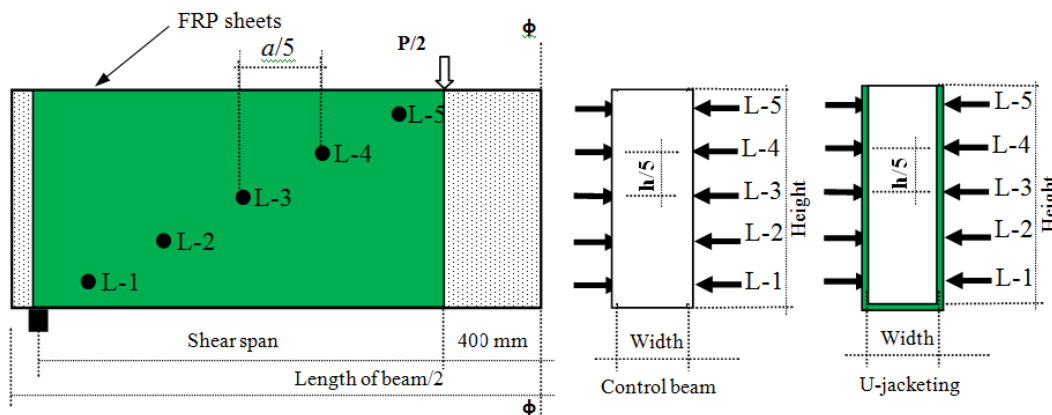 FRP sheets
a/5
P/2
ϕ
L-5
L-4
L-3
L-2
L-1
Shear span
400 mm
Length of beam/2
ϕ
L-5
L-4
L-3
L-2
L-1
h/5
Height
Width
Control beam
L-5
L-4
L-3
L-2
L-1
h/5
Height
Width
U-jacketing